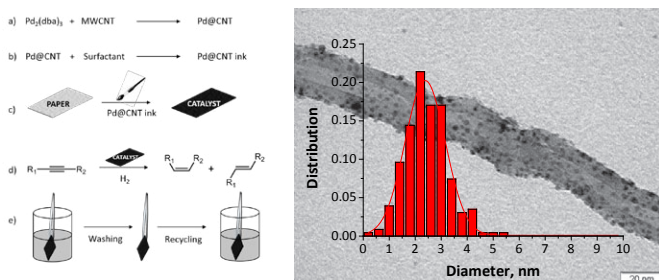 a) Pd₂(dba)₃ + MWCNT Pd@CNT
b) Pd@CNT + Surfactant Pd@CNT ink
c) PAPER CATALYST
Pd@CNT ink
d) R₁ R₂ CATALYST H₂ R₁ R₂ + R₂ R₁
e) Washing Recycling
Distribution
0.25
0.20
0.15
0.10
0.05
0.00
0 1 2 3 4 5 6 7 8 9 10
Diameter, nm
20 nm